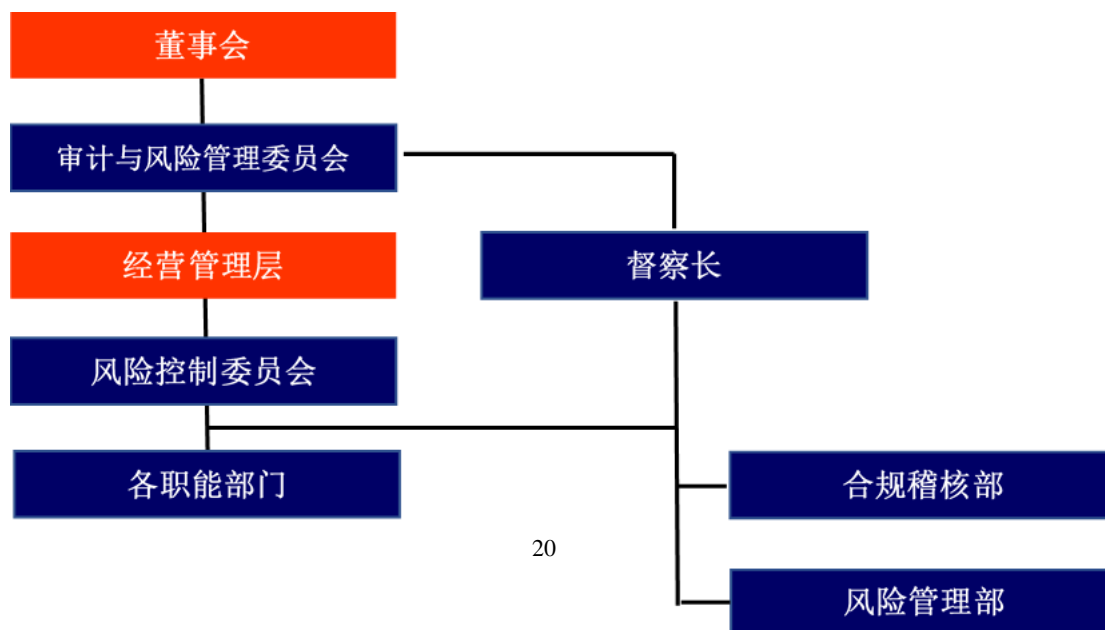 董事会
审计与风险管理委员会
经营管理层
督察长
风险控制委员会
各职能部门
合规稽核部
20
风险管理部